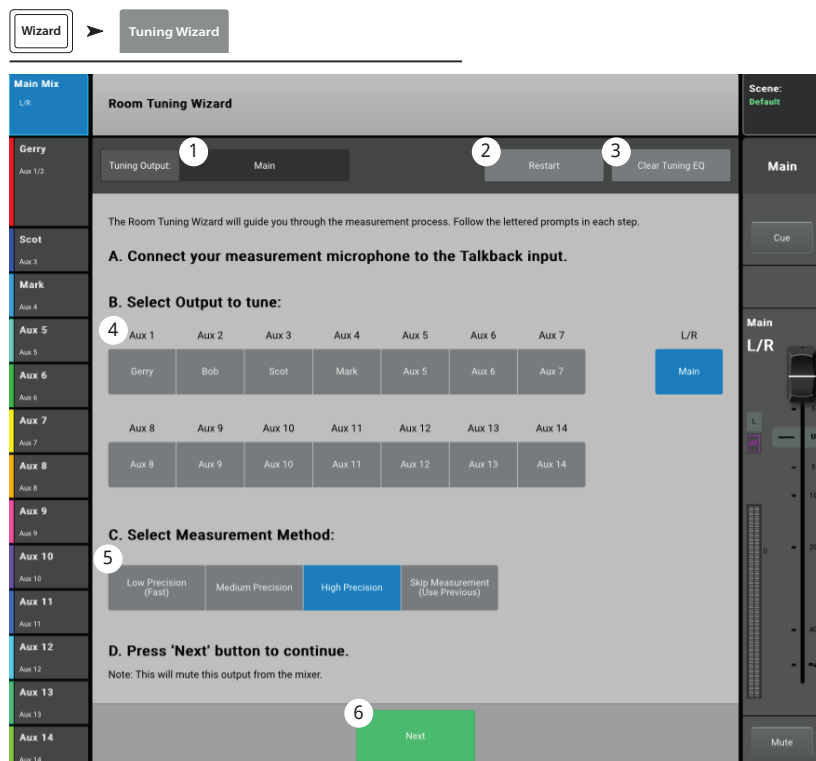 Wizard
Tuning Wizard
Main Mix
L/R
Room Tuning Wizard
Scene:
Default
Gerry
Aux 1/2
1
2
3
Tuning Output:
Main
Restart
Clear Tuning EQ
Main
The Room Tuning Wizard will guide you through the measurement process. Follow the lettered prompts in each step.
Scot
Aux 3
Cue
A. Connect your measurement microphone to the Talkback input.
Mark
Aux 4
B. Select Output to tune:
Aux 5
Aux 5
4
Aux 1
Aux 2
Aux 3
Aux 4
Aux 5
Aux 6
Aux 7
L/R
Main
L/R
Gerry
Bob
Scot
Mark
Aux 5
Aux 6
Aux 7
Main
Aux 6
Aux 6
Aux 7
Aux 7
Aux 8
Aux 9
Aux 10
Aux 11
Aux 12
Aux 13
Aux 14
L
U
AF
Aux 8
Aux 8
Aux 8
Aux 9
Aux 10
Aux 11
Aux 12
Aux 13
Aux 14
10
Aux 9
Aux 9
C. Select Measurement Method:
Aux 10
Aux 10
5
0
20
Low Precision
(Fast)
Medium Precision
High Precision
Skip Measurement
(Use Previous)
Aux 11
Aux 11
40
Aux 12
Aux 12
D. Press 'Next' button to continue.
Note: This will mute this output from the mixer.
Aux 13
Aux 13
6
Next
Aux 14
Aux 14
Mute